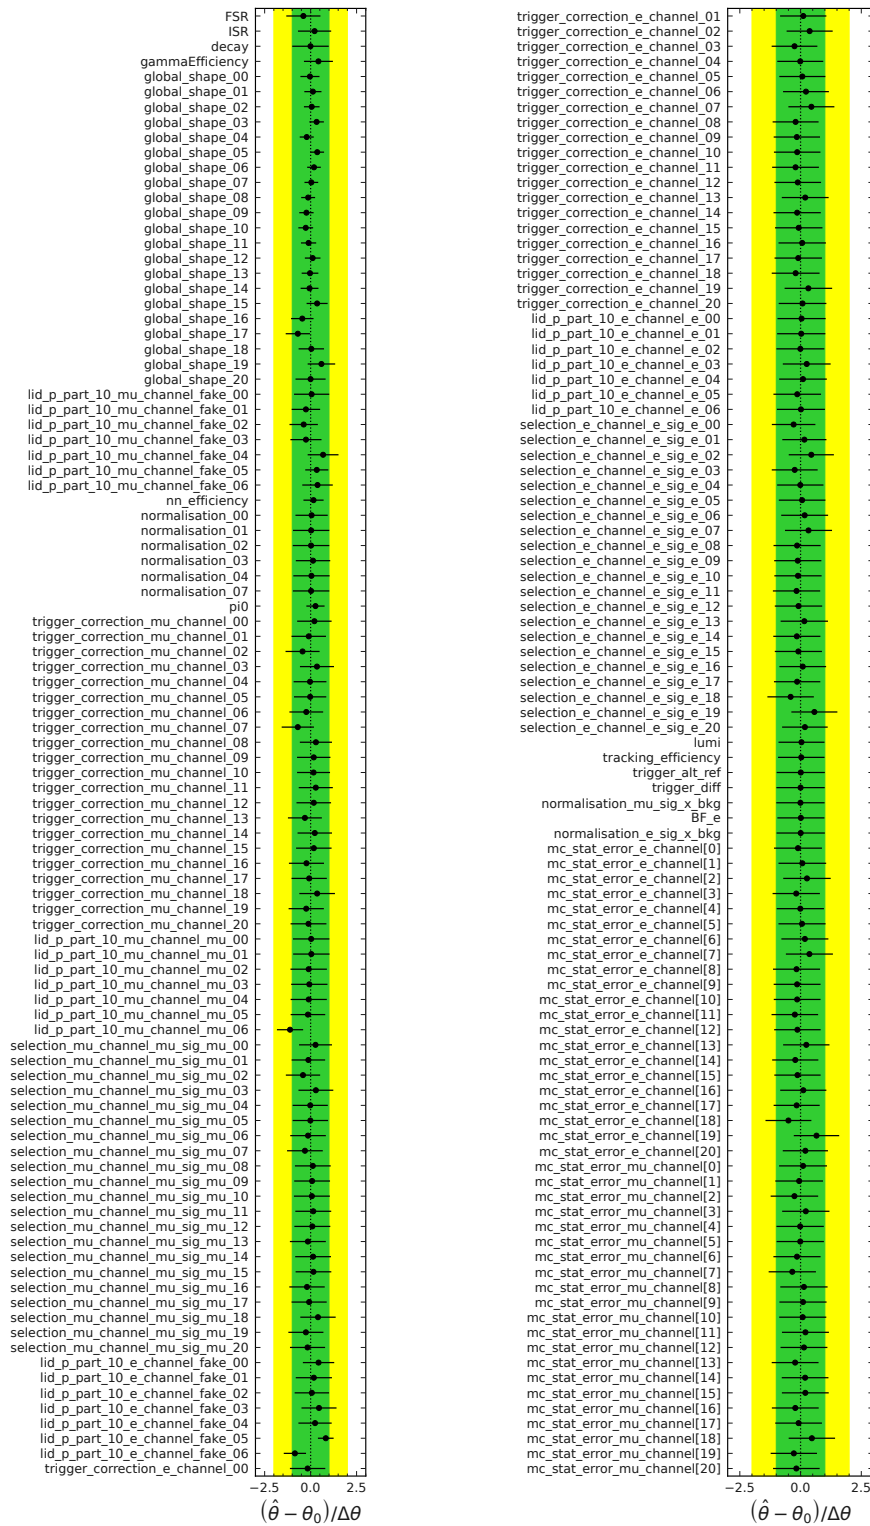 FSR
ISR
decay
gammaEfficiency
global_shape_00
global_shape_01
global_shape_02
global_shape_03
global_shape_04
global_shape_05
global_shape_06
global_shape_07
global_shape_08
global_shape_09
global_shape_10
global_shape_11
global_shape_12
global_shape_13
global_shape_14
global_shape_15
global_shape_16
global_shape_17
global_shape_18
global_shape_19
global_shape_20
lid_p_part_10_mu_channel_fake_00
lid_p_part_10_mu_channel_fake_01
lid_p_part_10_mu_channel_fake_02
lid_p_part_10_mu_channel_fake_03
lid_p_part_10_mu_channel_fake_04
lid_p_part_10_mu_channel_fake_05
lid_p_part_10_mu_channel_fake_06
nn_efficiency
normalisation_00
normalisation_01
normalisation_02
normalisation_03
normalisation_04
normalisation_07
pi0
trigger_correction_mu_channel_00
trigger_correction_mu_channel_01
trigger_correction_mu_channel_02
trigger_correction_mu_channel_03
trigger_correction_mu_channel_04
trigger_correction_mu_channel_05
trigger_correction_mu_channel_06
trigger_correction_mu_channel_07
trigger_correction_mu_channel_08
trigger_correction_mu_channel_09
trigger_correction_mu_channel_10
trigger_correction_mu_channel_11
trigger_correction_mu_channel_12
trigger_correction_mu_channel_13
trigger_correction_mu_channel_14
trigger_correction_mu_channel_15
trigger_correction_mu_channel_16
trigger_correction_mu_channel_17
trigger_correction_mu_channel_18
trigger_correction_mu_channel_19
trigger_correction_mu_channel_20
lid_p_part_10_mu_channel_mu_00
lid_p_part_10_mu_channel_mu_01
lid_p_part_10_mu_channel_mu_02
lid_p_part_10_mu_channel_mu_03
lid_p_part_10_mu_channel_mu_04
lid_p_part_10_mu_channel_mu_05
lid_p_part_10_mu_channel_mu_06
selection_mu_channel_mu_sig_mu_00
selection_mu_channel_mu_sig_mu_01
selection_mu_channel_mu_sig_mu_02
selection_mu_channel_mu_sig_mu_03
selection_mu_channel_mu_sig_mu_04
selection_mu_channel_mu_sig_mu_05
selection_mu_channel_mu_sig_mu_06
selection_mu_channel_mu_sig_mu_07
selection_mu_channel_mu_sig_mu_08
selection_mu_channel_mu_sig_mu_09
selection_mu_channel_mu_sig_mu_10
selection_mu_channel_mu_sig_mu_11
selection_mu_channel_mu_sig_mu_12
selection_mu_channel_mu_sig_mu_13
selection_mu_channel_mu_sig_mu_14
selection_mu_channel_mu_sig_mu_15
selection_mu_channel_mu_sig_mu_16
selection_mu_channel_mu_sig_mu_17
selection_mu_channel_mu_sig_mu_18
selection_mu_channel_mu_sig_mu_19
selection_mu_channel_mu_sig_mu_20
lid_p_part_10_e_channel_fake_00
lid_p_part_10_e_channel_fake_01
lid_p_part_10_e_channel_fake_02
lid_p_part_10_e_channel_fake_03
lid_p_part_10_e_channel_fake_04
lid_p_part_10_e_channel_fake_05
lid_p_part_10_e_channel_fake_06
trigger_correction_e_channel_00
−2.5 0.0 2.5
(θ̂ − θ₀)/Δθ
trigger_correction_e_channel_01
trigger_correction_e_channel_02
trigger_correction_e_channel_03
trigger_correction_e_channel_04
trigger_correction_e_channel_05
trigger_correction_e_channel_06
trigger_correction_e_channel_07
trigger_correction_e_channel_08
trigger_correction_e_channel_09
trigger_correction_e_channel_10
trigger_correction_e_channel_11
trigger_correction_e_channel_12
trigger_correction_e_channel_13
trigger_correction_e_channel_14
trigger_correction_e_channel_15
trigger_correction_e_channel_16
trigger_correction_e_channel_17
trigger_correction_e_channel_18
trigger_correction_e_channel_19
trigger_correction_e_channel_20
lid_p_part_10_e_channel_e_00
lid_p_part_10_e_channel_e_01
lid_p_part_10_e_channel_e_02
lid_p_part_10_e_channel_e_03
lid_p_part_10_e_channel_e_04
lid_p_part_10_e_channel_e_05
lid_p_part_10_e_channel_e_06
selection_e_channel_e_sig_e_00
selection_e_channel_e_sig_e_01
selection_e_channel_e_sig_e_02
selection_e_channel_e_sig_e_03
selection_e_channel_e_sig_e_04
selection_e_channel_e_sig_e_05
selection_e_channel_e_sig_e_06
selection_e_channel_e_sig_e_07
selection_e_channel_e_sig_e_08
selection_e_channel_e_sig_e_09
selection_e_channel_e_sig_e_10
selection_e_channel_e_sig_e_11
selection_e_channel_e_sig_e_12
selection_e_channel_e_sig_e_13
selection_e_channel_e_sig_e_14
selection_e_channel_e_sig_e_15
selection_e_channel_e_sig_e_16
selection_e_channel_e_sig_e_17
selection_e_channel_e_sig_e_18
selection_e_channel_e_sig_e_19
selection_e_channel_e_sig_e_20
lumi
tracking_efficiency
trigger_alt_ref
trigger_diff
normalisation_mu_sig_x_bkg
BF_e
normalisation_e_sig_x_bkg
mc_stat_error_e_channel[0]
mc_stat_error_e_channel[1]
mc_stat_error_e_channel[2]
mc_stat_error_e_channel[3]
mc_stat_error_e_channel[4]
mc_stat_error_e_channel[5]
mc_stat_error_e_channel[6]
mc_stat_error_e_channel[7]
mc_stat_error_e_channel[8]
mc_stat_error_e_channel[9]
mc_stat_error_e_channel[10]
mc_stat_error_e_channel[11]
mc_stat_error_e_channel[12]
mc_stat_error_e_channel[13]
mc_stat_error_e_channel[14]
mc_stat_error_e_channel[15]
mc_stat_error_e_channel[16]
mc_stat_error_e_channel[17]
mc_stat_error_e_channel[18]
mc_stat_error_e_channel[19]
mc_stat_error_e_channel[20]
mc_stat_error_mu_channel[0]
mc_stat_error_mu_channel[1]
mc_stat_error_mu_channel[2]
mc_stat_error_mu_channel[3]
mc_stat_error_mu_channel[4]
mc_stat_error_mu_channel[5]
mc_stat_error_mu_channel[6]
mc_stat_error_mu_channel[7]
mc_stat_error_mu_channel[8]
mc_stat_error_mu_channel[9]
mc_stat_error_mu_channel[10]
mc_stat_error_mu_channel[11]
mc_stat_error_mu_channel[12]
mc_stat_error_mu_channel[13]
mc_stat_error_mu_channel[14]
mc_stat_error_mu_channel[15]
mc_stat_error_mu_channel[16]
mc_stat_error_mu_channel[17]
mc_stat_error_mu_channel[18]
mc_stat_error_mu_channel[19]
mc_stat_error_mu_channel[20]
−2.5 0.0 2.5
(θ̂ − θ₀)/Δθ